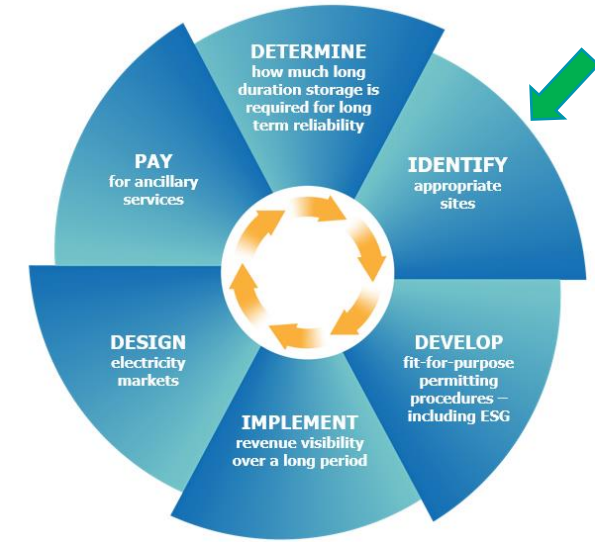 DETERMINE
how much long
duration storage is
required for long
term reliability
IDENTIFY
appropriate
sites
DEVELOP
fit-for-purpose
permitting
procedures –
including ESG
IMPLEMENT
revenue visibility
over a long period
DESIGN
electricity
markets
PAY
for ancillary
services